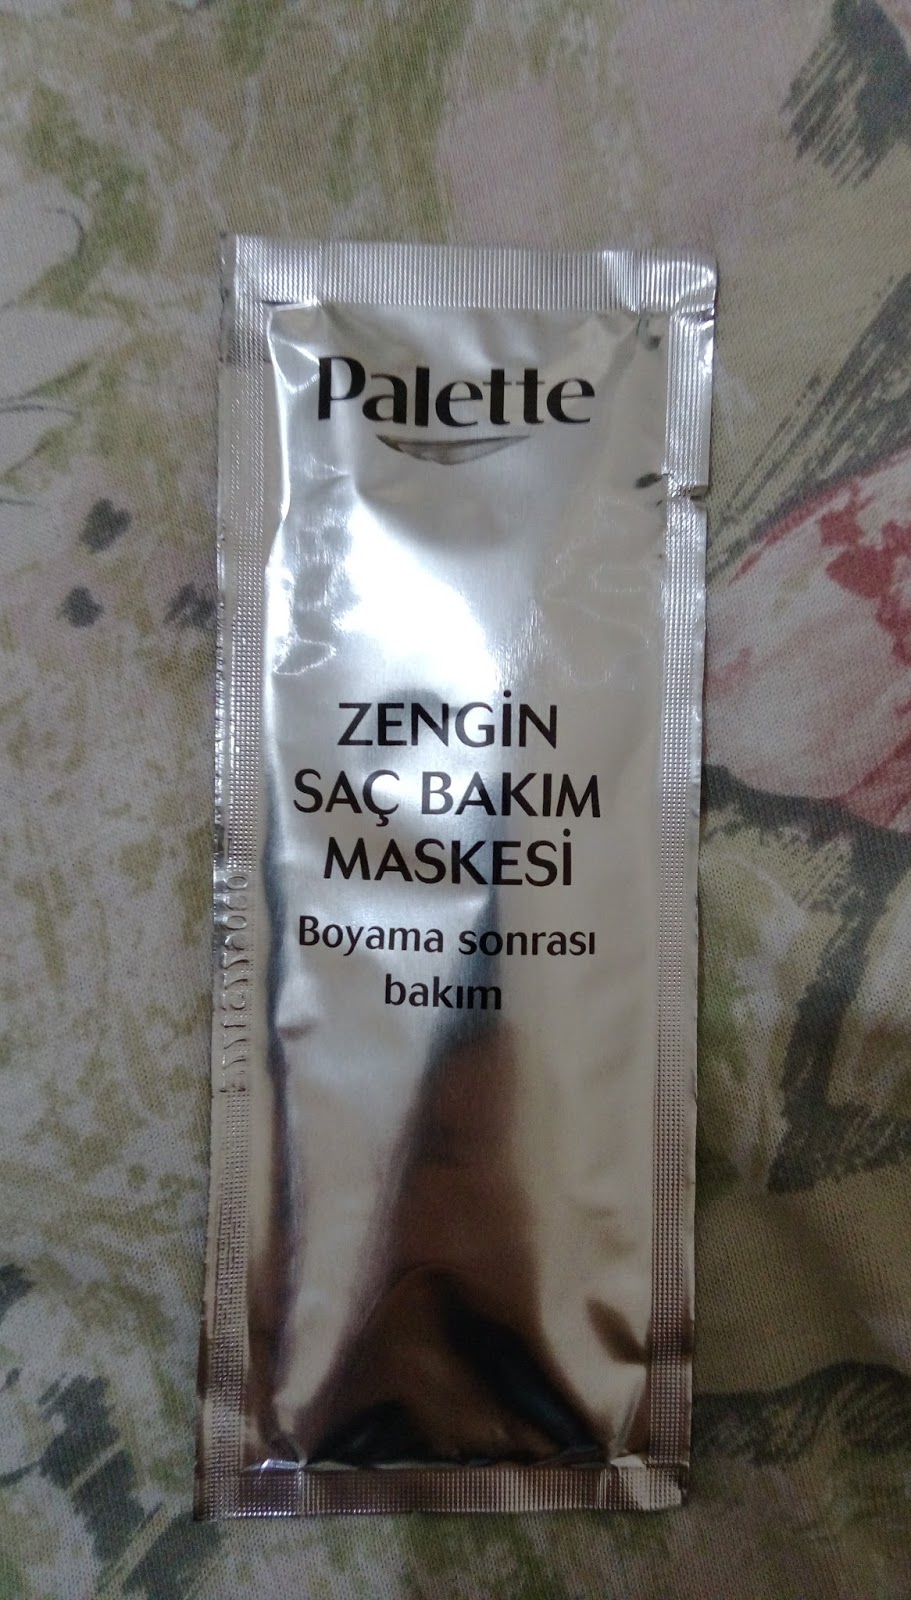 Palette
ZENGİN
SAÇ BAKIM
MASKESİ
Boyama sonrası
bakım